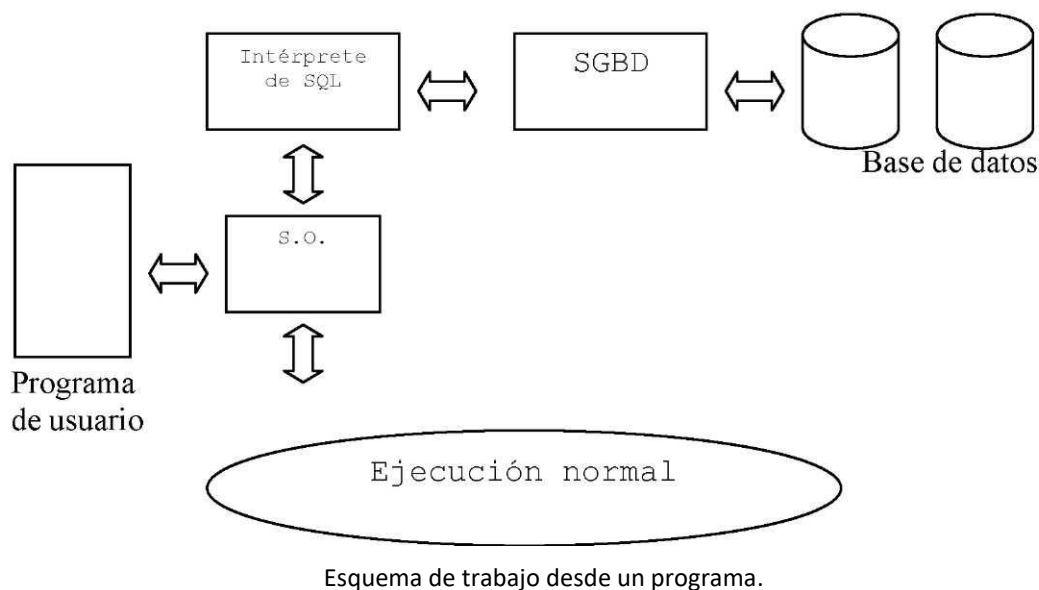 Intérprete
de SQL
SGBD
Base de datos
S.O.
Programa
de usuario
Ejecución normal
Esquema de trabajo desde un programa.